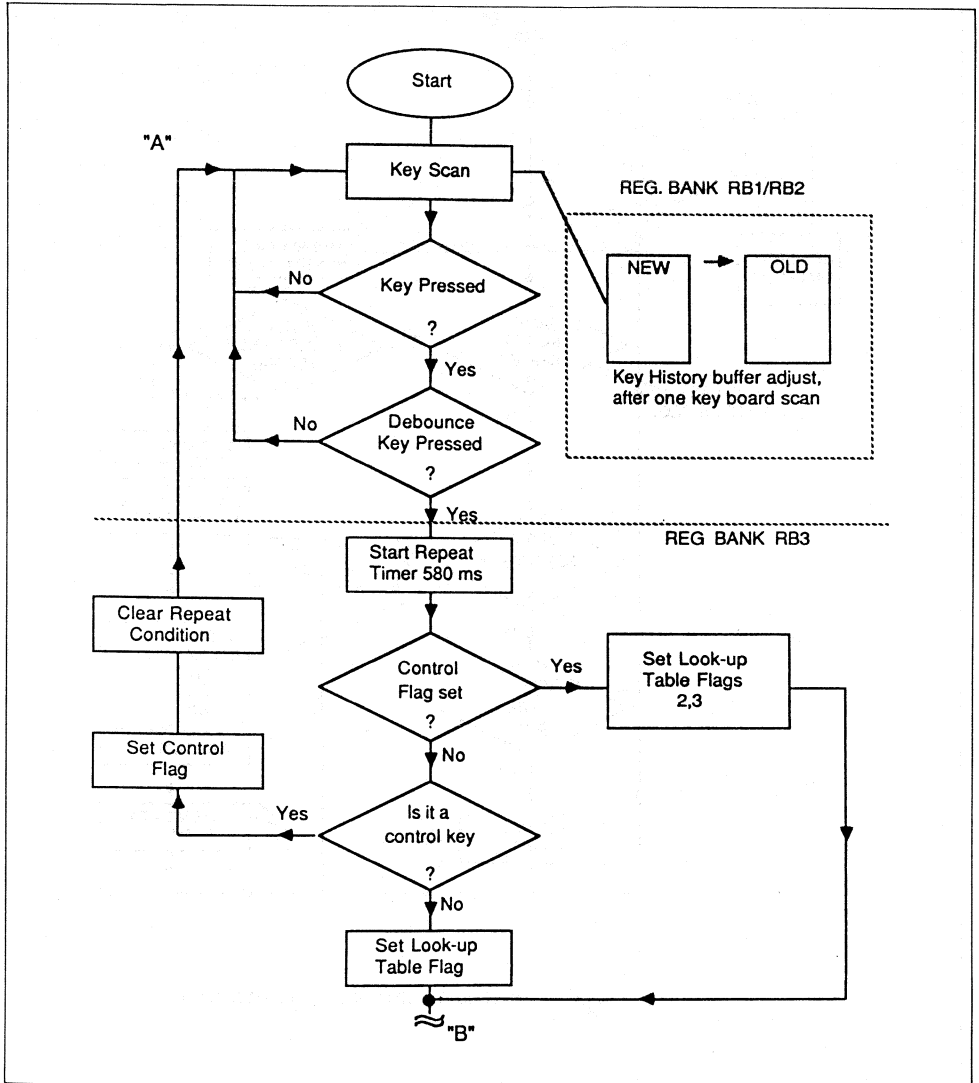 Start
"A"
Key Scan
REG. BANK RB1/RB2
NEW
OLD
No
Key Pressed
?
Key History buffer adjust,
after one key board scan
Yes
No
Debounce
Key Pressed
?
Yes
REG BANK RB3
Start Repeat
Timer 580 ms
Clear Repeat
Condition
Control
Flag set
?
Yes
Set Look-up
Table Flags
2,3
No
Set Control
Flag
Yes
Is it a
control key
?
No
Set Look-up
Table Flag
"B"